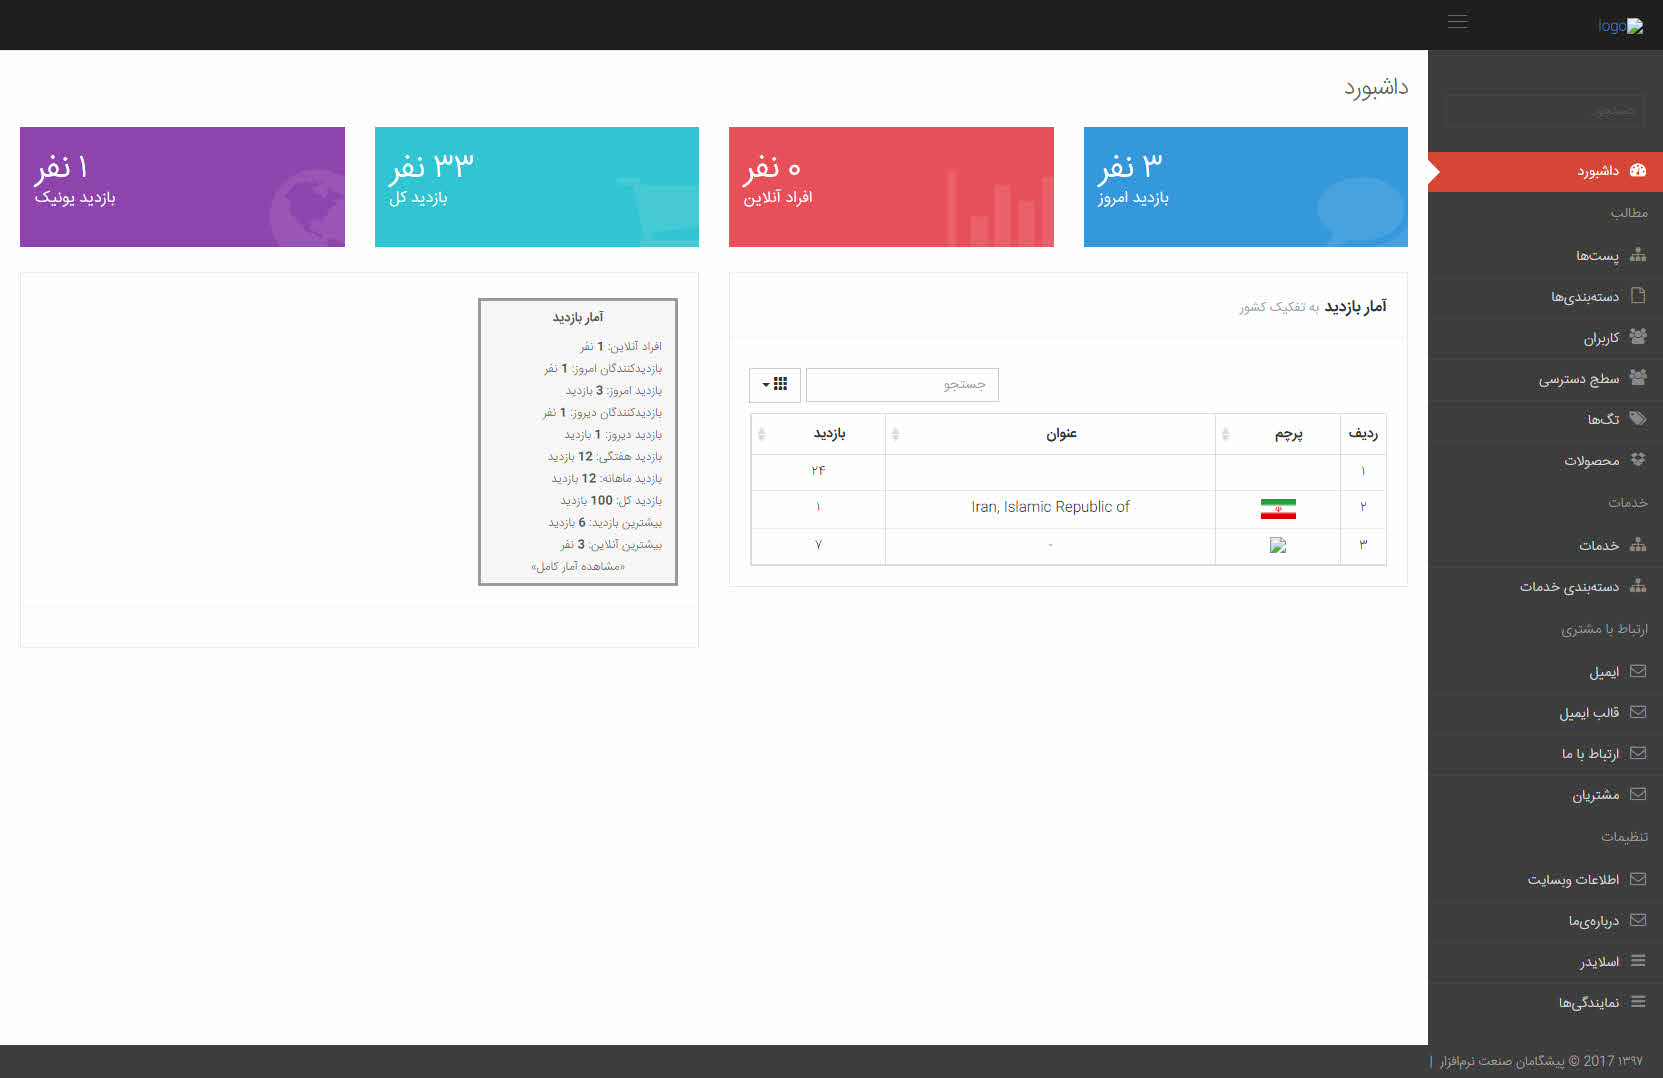 logo
جستجو
داشبورد
مطالب
پست‌ها
دسته‌بندی‌ها
کاربران
سطح دسترسی
تگ‌ها
محصولات
خدمات
خدمات
دسته‌بندی خدمات
ارتباط با مشتری
ایمیل
قالب ایمیل
ارتباط با ما
مشتریان
تنظیمات
اطلاعات وبسایت
درباره‌ی‌ما
اسلایدر
نمایندگی‌ها
داشبورد
۳ نفر
بازدید امروز
۰ نفر
افراد آنلاین
۳۳ نفر
بازدید کل
۱ نفر
بازدید یونیک
آمار بازدید به تفکیک کشور
جستجو
ردیف پرچم عنوان بازدید
۱ ۲۴
۲ Iran, Islamic Republic of ۱
۳ - ۷
آمار بازدید
افراد آنلاین: 1 نفر
بازدیدکنندگان امروز: 1 نفر
بازدید امروز: 3 بازدید
بازدیدکنندگان دیروز: 1 نفر
بازدید دیروز: 1 بازدید
بازدید هفتگی: 12 بازدید
بازدید ماهانه: 12 بازدید
بازدید کل: 100 بازدید
بیشترین بازدید: 6 بازدید
بیشترین آنلاین: 3 نفر
«مشاهده آمار کامل»
۱۳۹۷ 2017 © پیشگامان صنعت نرم‌افزار |